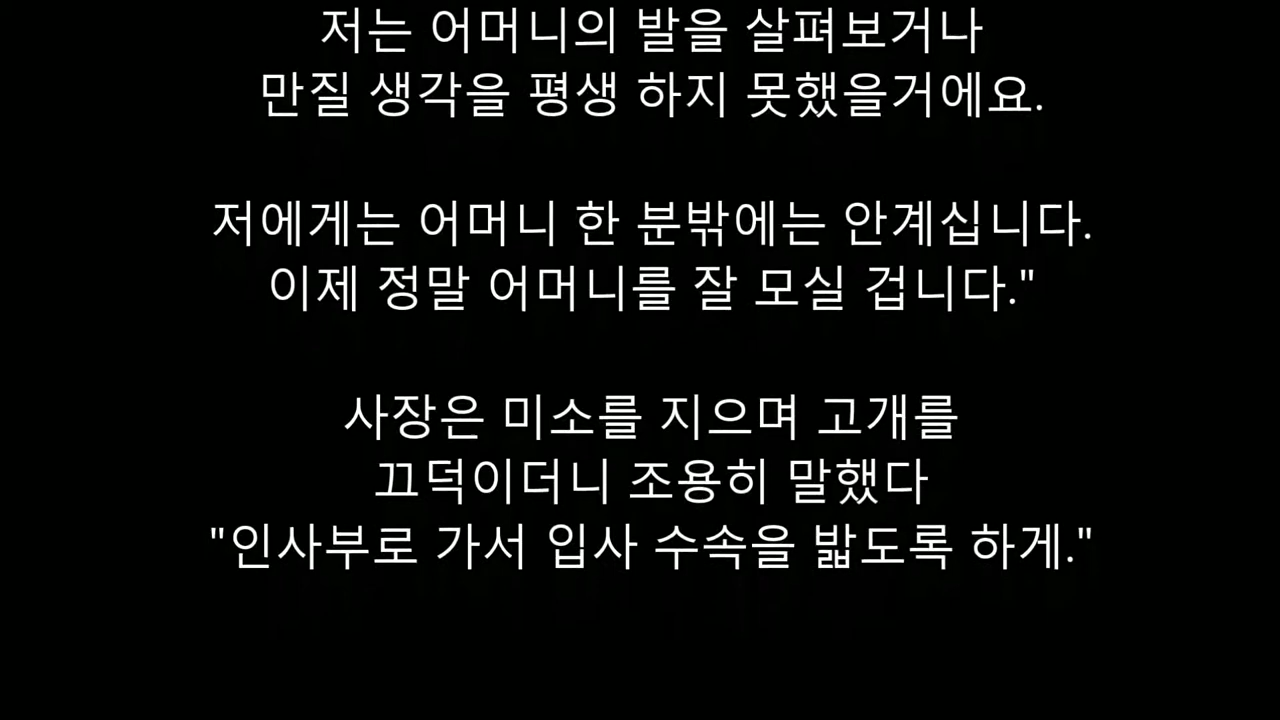 저는 어머니의 발을 살펴보거나
만질 생각을 평생 하지 못했을거에요.
저에게는 어머니 한 분밖에는 안계십니다.
이제 정말 어머니를 잘 모실 겁니다."
사장은 미소를 지으며 고개를
끄덕이더니 조용히 말했다
"인사부로 가서 입사 수속을 밟도록 하게."